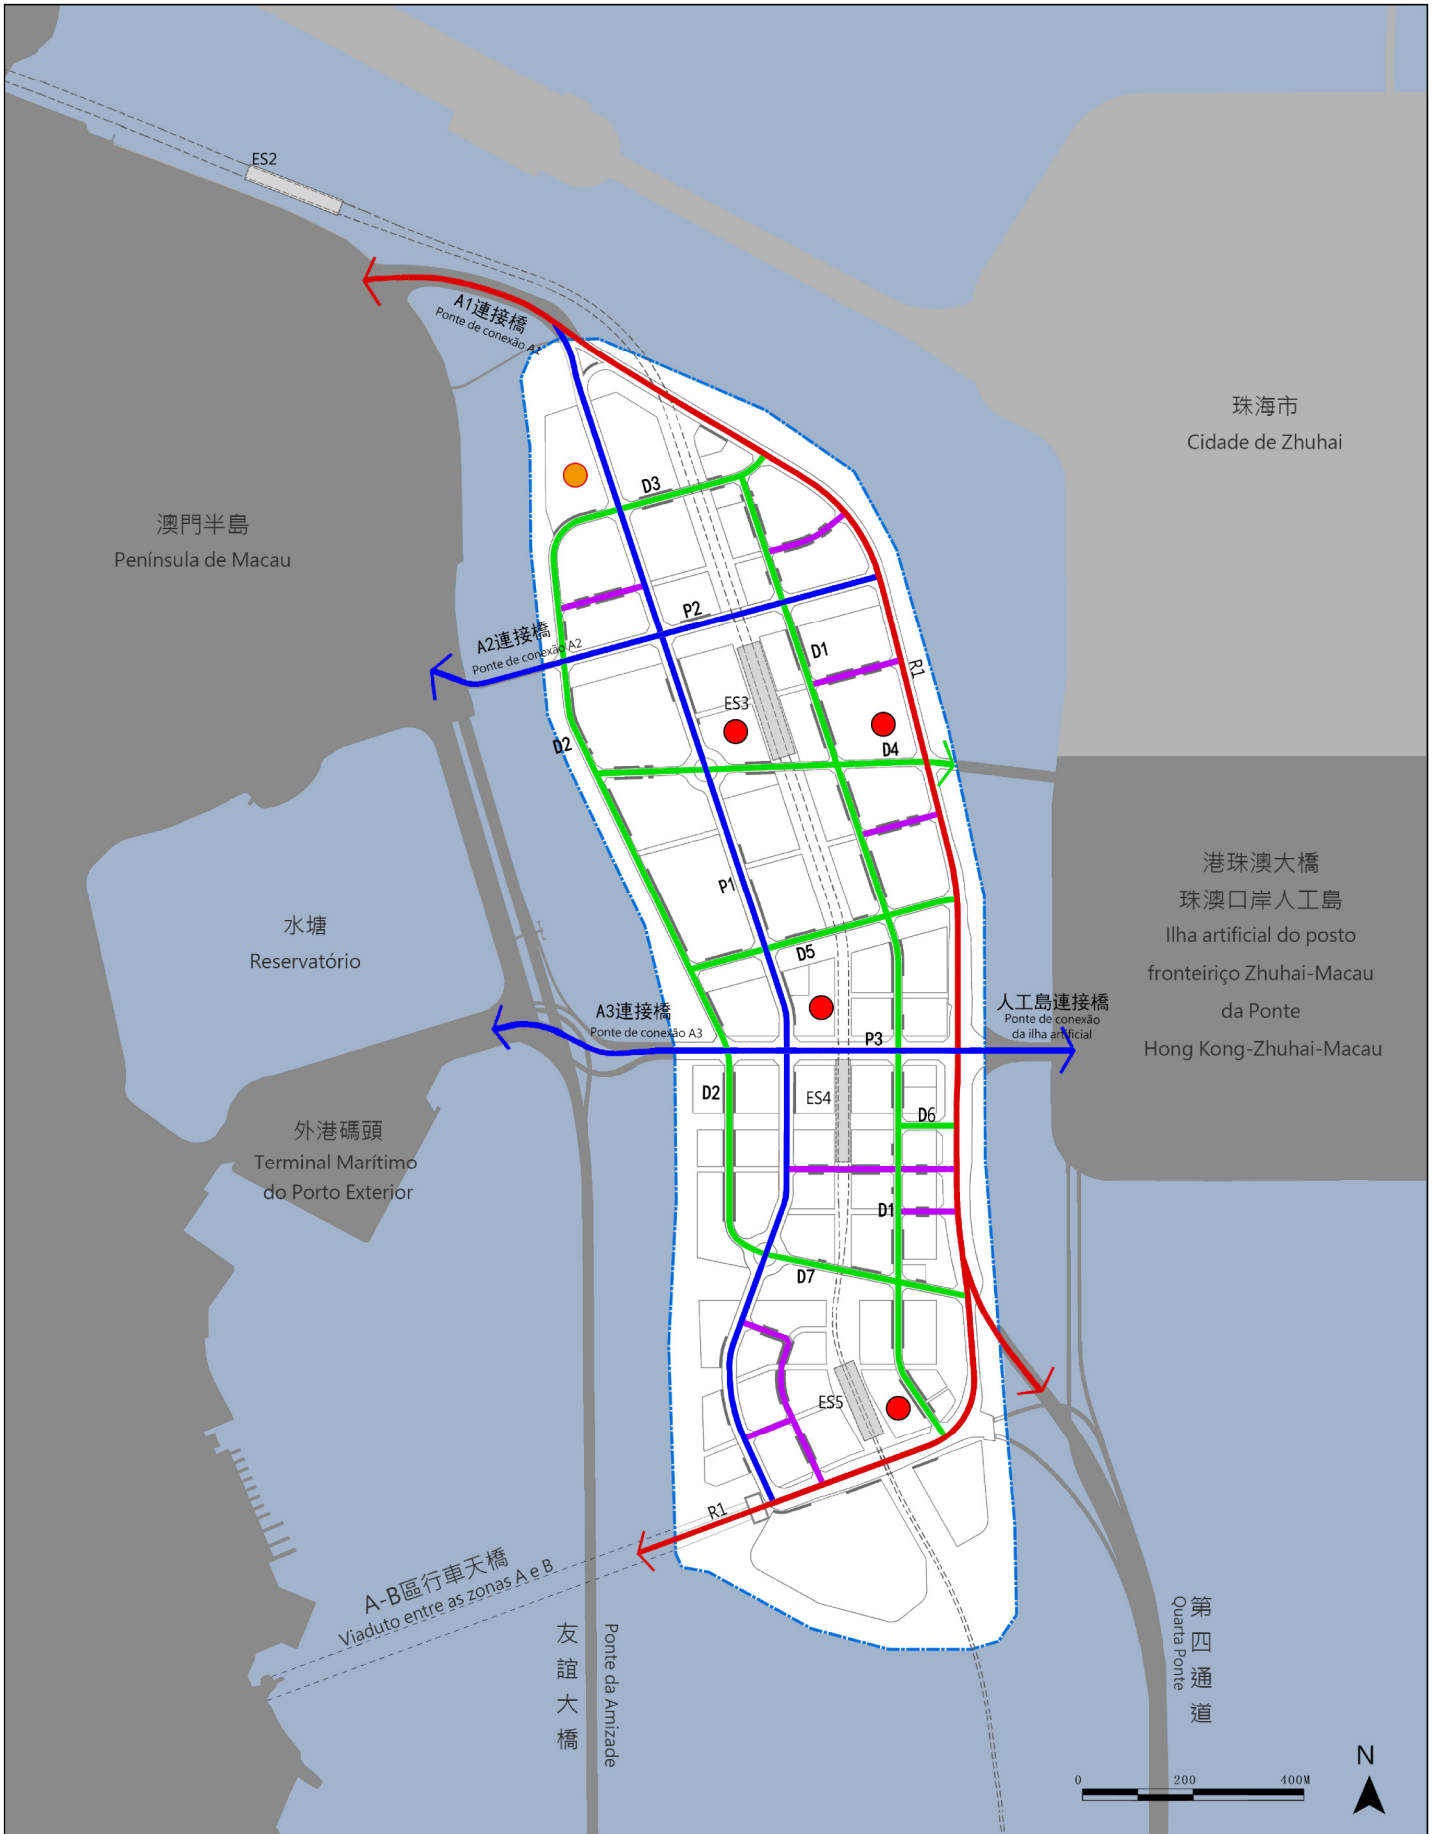 ES2
A1連接橋
Ponte de conexão A1
珠海市
Cidade de Zhuhai
D3
澳門半島
Península de Macau
P2
A2連接橋
Ponte de conexão A2
D1
R1
ES3
D2
D4
P1
港珠澳大橋
珠澳口岸人工島
Ilha artificial do posto
fronteiriço Zhuhai-Macau
da Ponte
Hong Kong-Zhuhai-Macau
水塘
Reservatório
D5
A3連接橋
Ponte de conexão A3
人工島連接橋
Ponte de conexão
da ilha artificial
P3
D2
ES4
D6
外港碼頭
Terminal Marítimo
do Porto Exterior
D1
D7
ES5
R1
A-B區行車天橋
Viaduto entre as zonas A e B
友誼大橋
Ponte da Amizade
第四通道
Quarta Ponte
N
0 200 400M